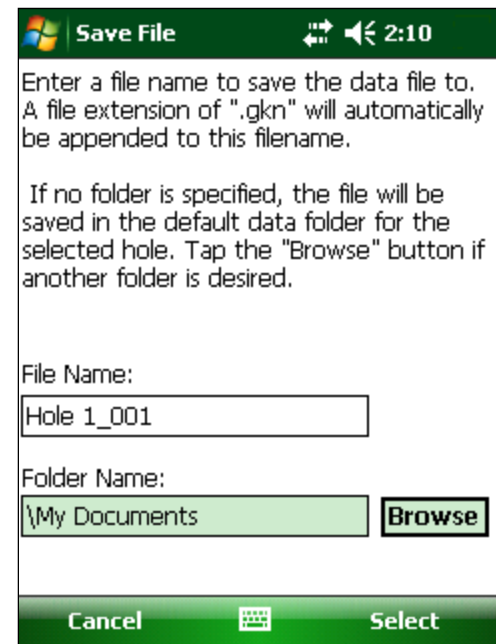 Save File 2:10
Enter a file name to save the data file to.
A file extension of ".gkn" will automatically
be appended to this filename.
If no folder is specified, the file will be
saved in the default data folder for the
selected hole. Tap the "Browse" button if
another folder is desired.
File Name:
Hole 1_001
Folder Name:
\My Documents Browse
Cancel Select